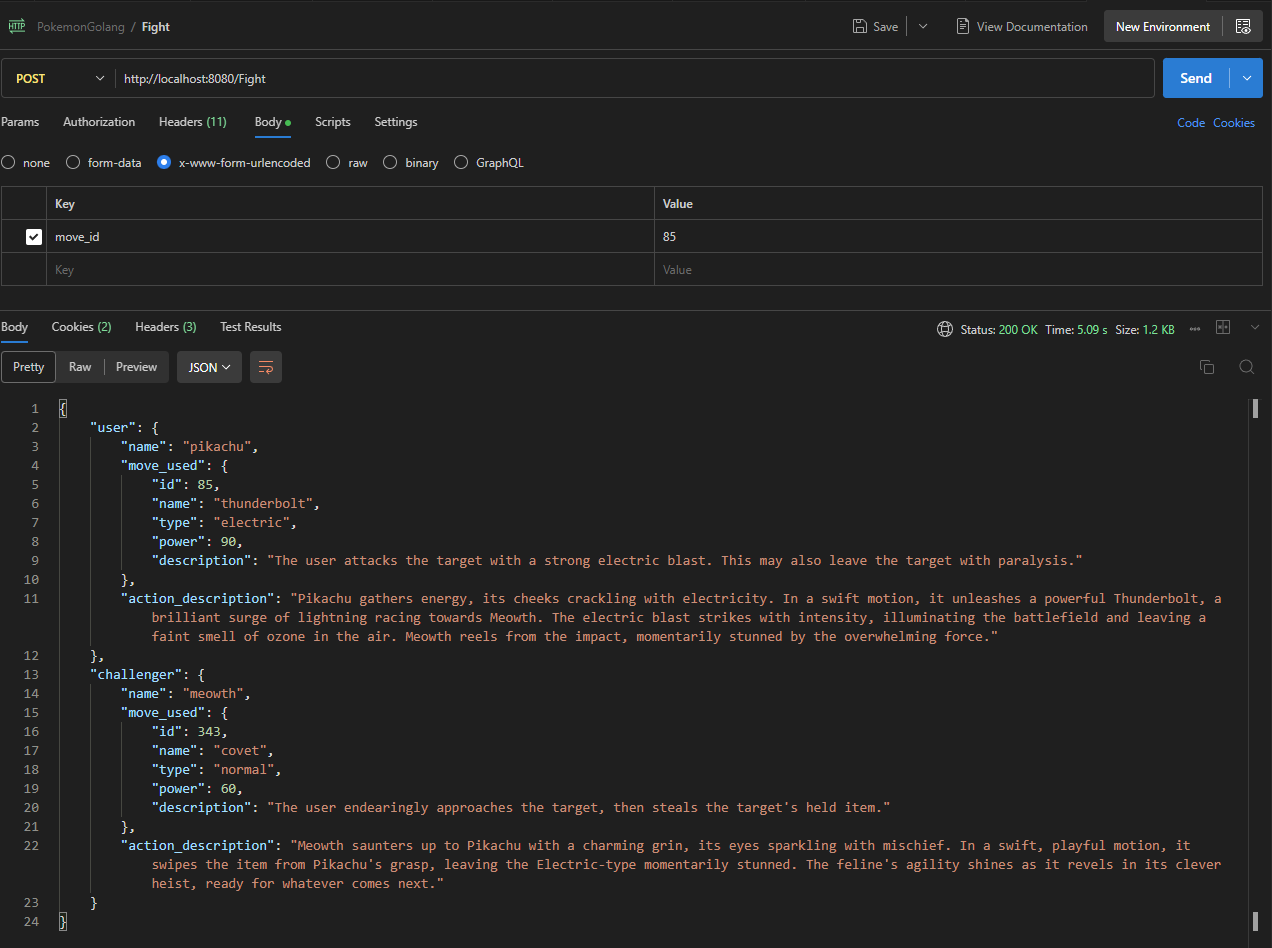 HTTP PokemonGolang / Fight Save View Documentation New Environment
POST http://localhost:8080/Fight Send
Params Authorization Headers (11) Body Scripts Settings Code Cookies
none form-data x-www-form-urlencoded raw binary GraphQL
Key Value
move_id 85
Key Value
Body Cookies (2) Headers (3) Test Results Status: 200 OK Time: 5.09 s Size: 1.2 KB
Pretty Raw Preview JSON
1 {
2 "user": {
3 "name": "pikachu",
4 "move_used": {
5 "id": 85,
6 "name": "thunderbolt",
7 "type": "electric",
8 "power": 90,
9 "description": "The user attacks the target with a strong electric blast. This may also leave the target with paralysis."
10 },
11 "action_description": "Pikachu gathers energy, its cheeks crackling with electricity. In a swift motion, it unleashes a powerful Thunderbolt, a
brilliant surge of lightning racing towards Meowth. The electric blast strikes with intensity, illuminating the battlefield and leaving a
faint smell of ozone in the air. Meowth reels from the impact, momentarily stunned by the overwhelming force."
12 },
13 "challenger": {
14 "name": "meowth",
15 "move_used": {
16 "id": 343,
17 "name": "covet",
18 "type": "normal",
19 "power": 60,
20 "description": "The user endearingly approaches the target, then steals the target's held item."
21 },
22 "action_description": "Meowth saunters up to Pikachu with a charming grin, its eyes sparkling with mischief. In a swift, playful motion, it
swipes the item from Pikachu's grasp, leaving the Electric-type momentarily stunned. The feline's agility shines as it revels in its clever
heist, ready for whatever comes next."
23 }
24 }